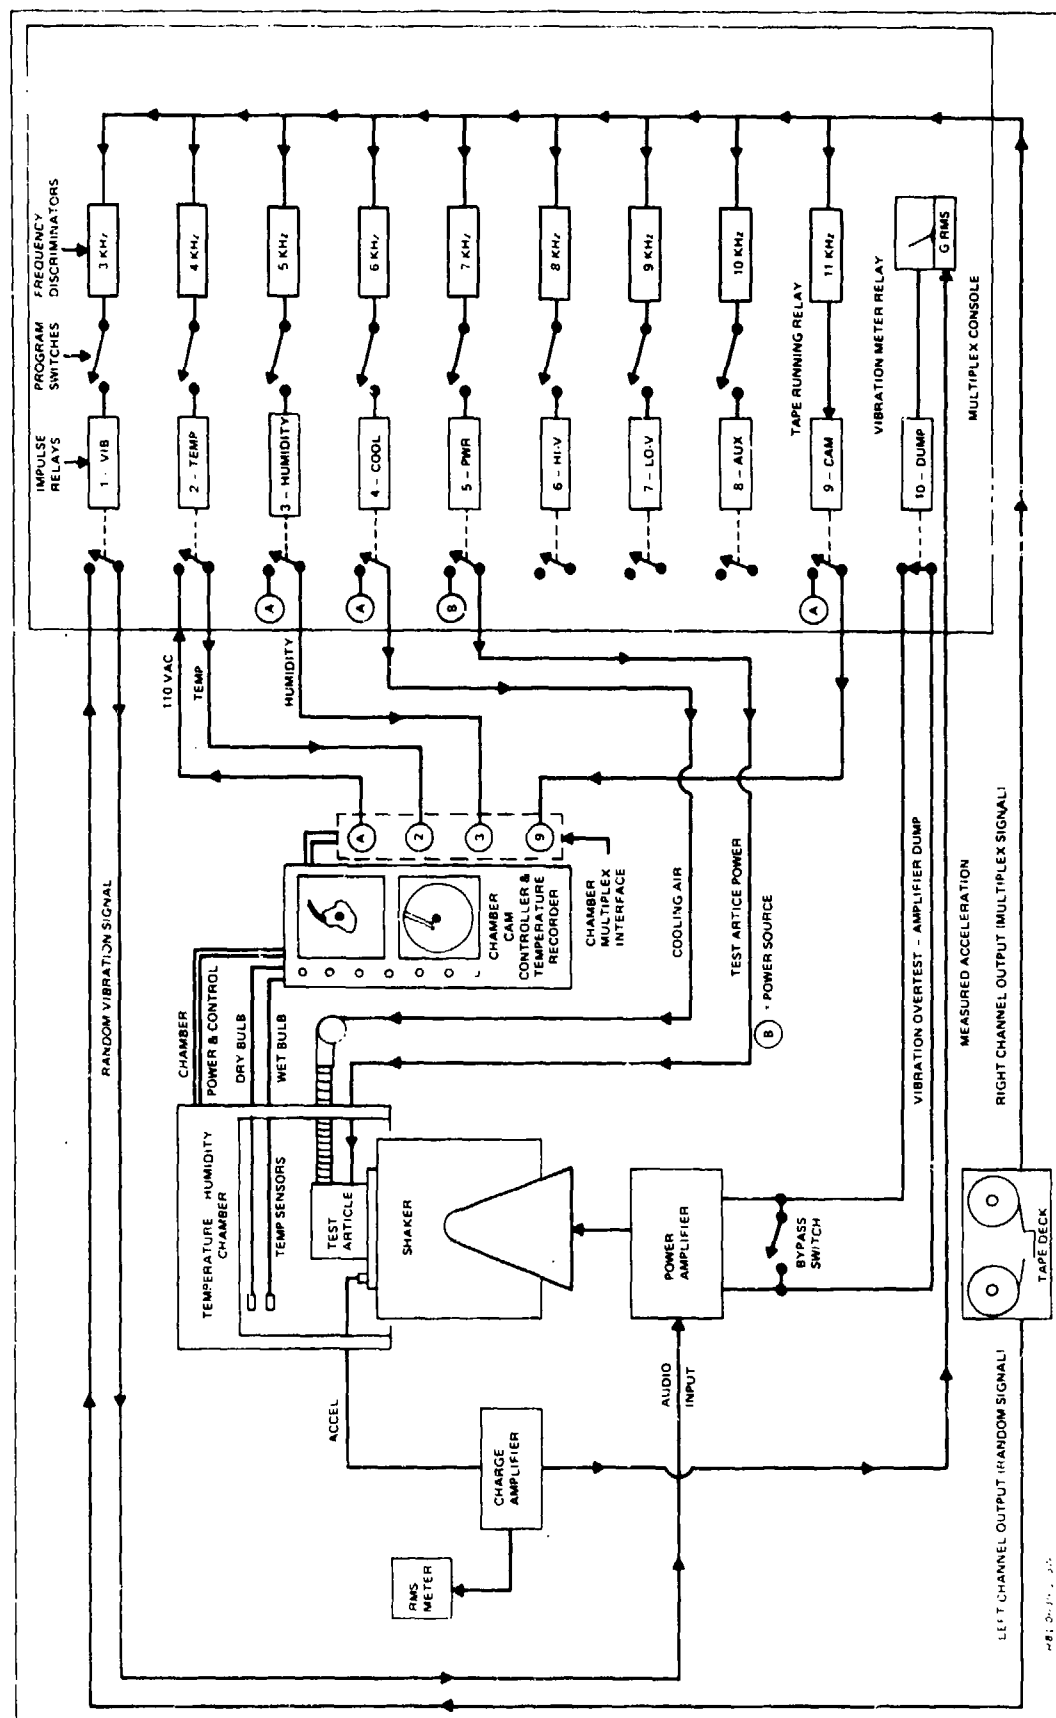 FREQUENCY
DISCRIMINATORS
PROGRAM
SWITCHES
IMPULSE
RELAYS
3 KHz
4 KHz
5 KHz
6 KHz
7 KHz
8 KHz
9 KHz
10 KHz
11 KHz
G RMS
1 - VIB
2 - TEMP
3 - HUMIDITY
4 - COOL
5 - PWR
6 - HI-V
7 - LO-V
8 - AUX
9 - CAM
10 - DUMP
TAPE RUNNING RELAY
VIBRATION METER RELAY
MULTIPLEX CONSOLE
A
A
B
A
RANDOM VIBRATION SIGNAL
110 VAC
TEMP
HUMIDITY
A
2
3
9
CHAMBER
MULTIPLEX
INTERFACE
CHAMBER
CAM
CONTROLLER &
TEMPERATURE
RECORDER
COOLING AIR
TEST ARTICE POWER
B = POWER SOURCE
VIBRATION OVERTEST - AMPLIFIER DUMP
MEASURED ACCELERATION
RIGHT CHANNEL OUTPUT (MULTIPLEX SIGNAL)
CHAMBER
POWER & CONTROL
DRY BULB
WET BULB
TEMPERATURE HUMIDITY
CHAMBER
TEMP SENSORS
TEST
ARTICLE
SHAKER
POWER
AMPLIFIER
BYPASS
SWITCH
TAPE DECK
ACCEL
AUDIO
INPUT
CHARGE
AMPLIFIER
RMS
METER
LEFT CHANNEL OUTPUT (RANDOM SIGNAL)